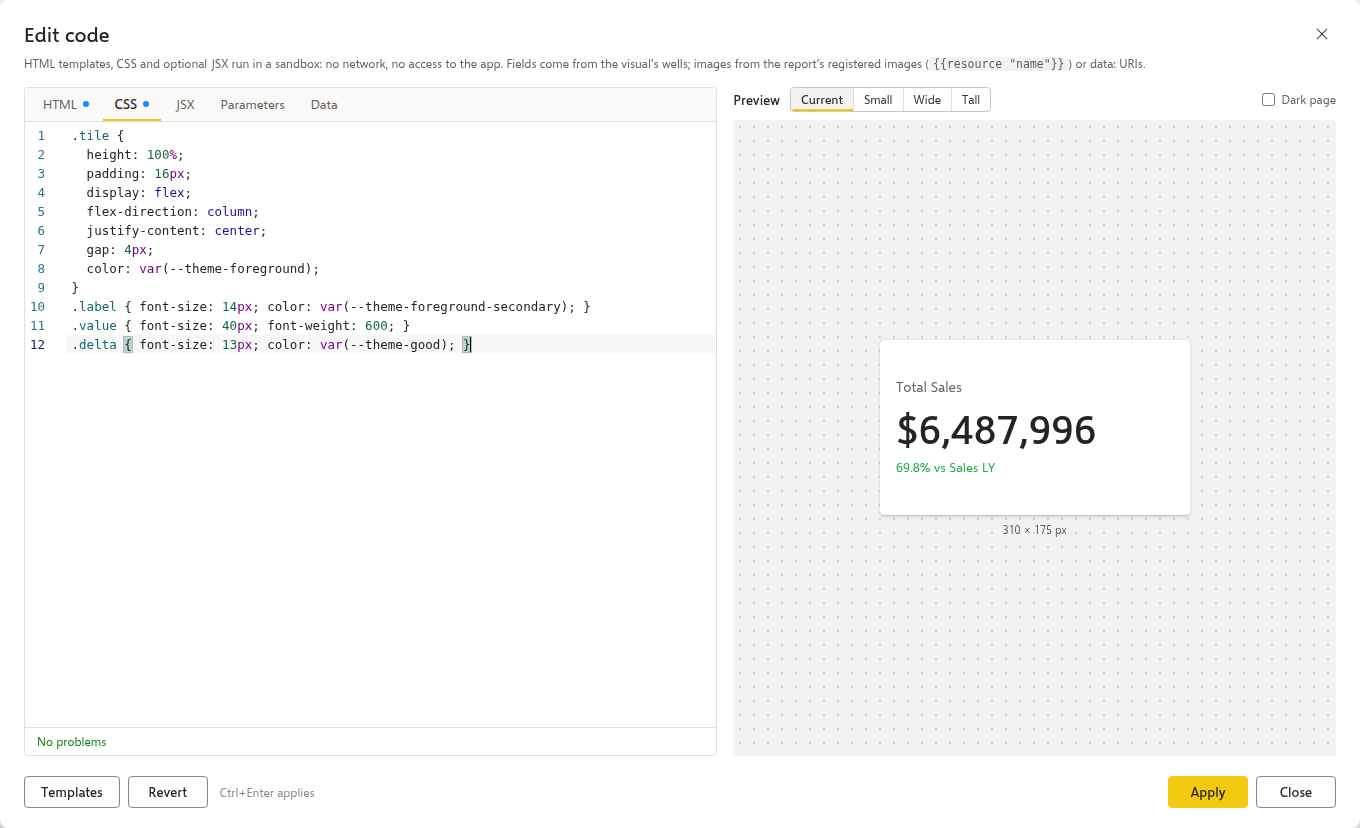 Edit code
HTML templates, CSS and optional JSX run in a sandbox: no network, no access to the app. Fields come from the visual's wells; images from the report's registered images ( {{resource "name"}} ) or data: URIs.
HTML CSS JSX Parameters Data
1 .tile {
2 height: 100%;
3 padding: 16px;
4 display: flex;
5 flex-direction: column;
6 justify-content: center;
7 gap: 4px;
8 color: var(--theme-foreground);
9 }
10 .label { font-size: 14px; color: var(--theme-foreground-secondary); }
11 .value { font-size: 40px; font-weight: 600; }
12 .delta { font-size: 13px; color: var(--theme-good); }
No problems
Preview Current Small Wide Tall Dark page
Total Sales
$6,487,996
69.8% vs Sales LY
310 × 175 px
Templates Revert Ctrl+Enter applies Apply Close